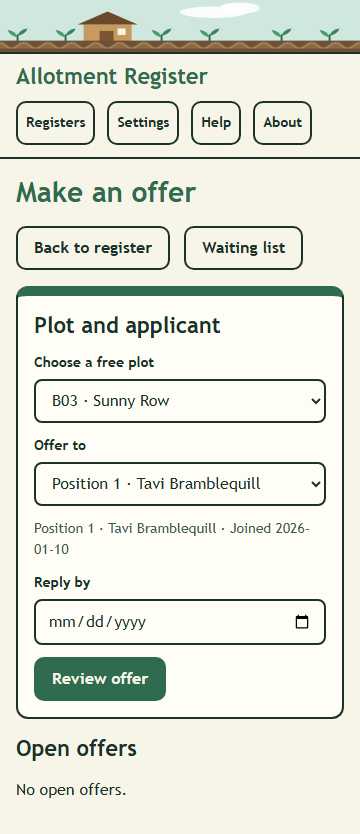 Allotment Register
Registers
Settings
Help
About
Make an offer
Back to register
Waiting list
Plot and applicant
Choose a free plot
B03 · Sunny Row
Offer to
Position 1 · Tavi Bramblequill
Position 1 · Tavi Bramblequill · Joined 2026-
01-10
Reply by
mm/dd/yyyy
Review offer
Open offers
No open offers.